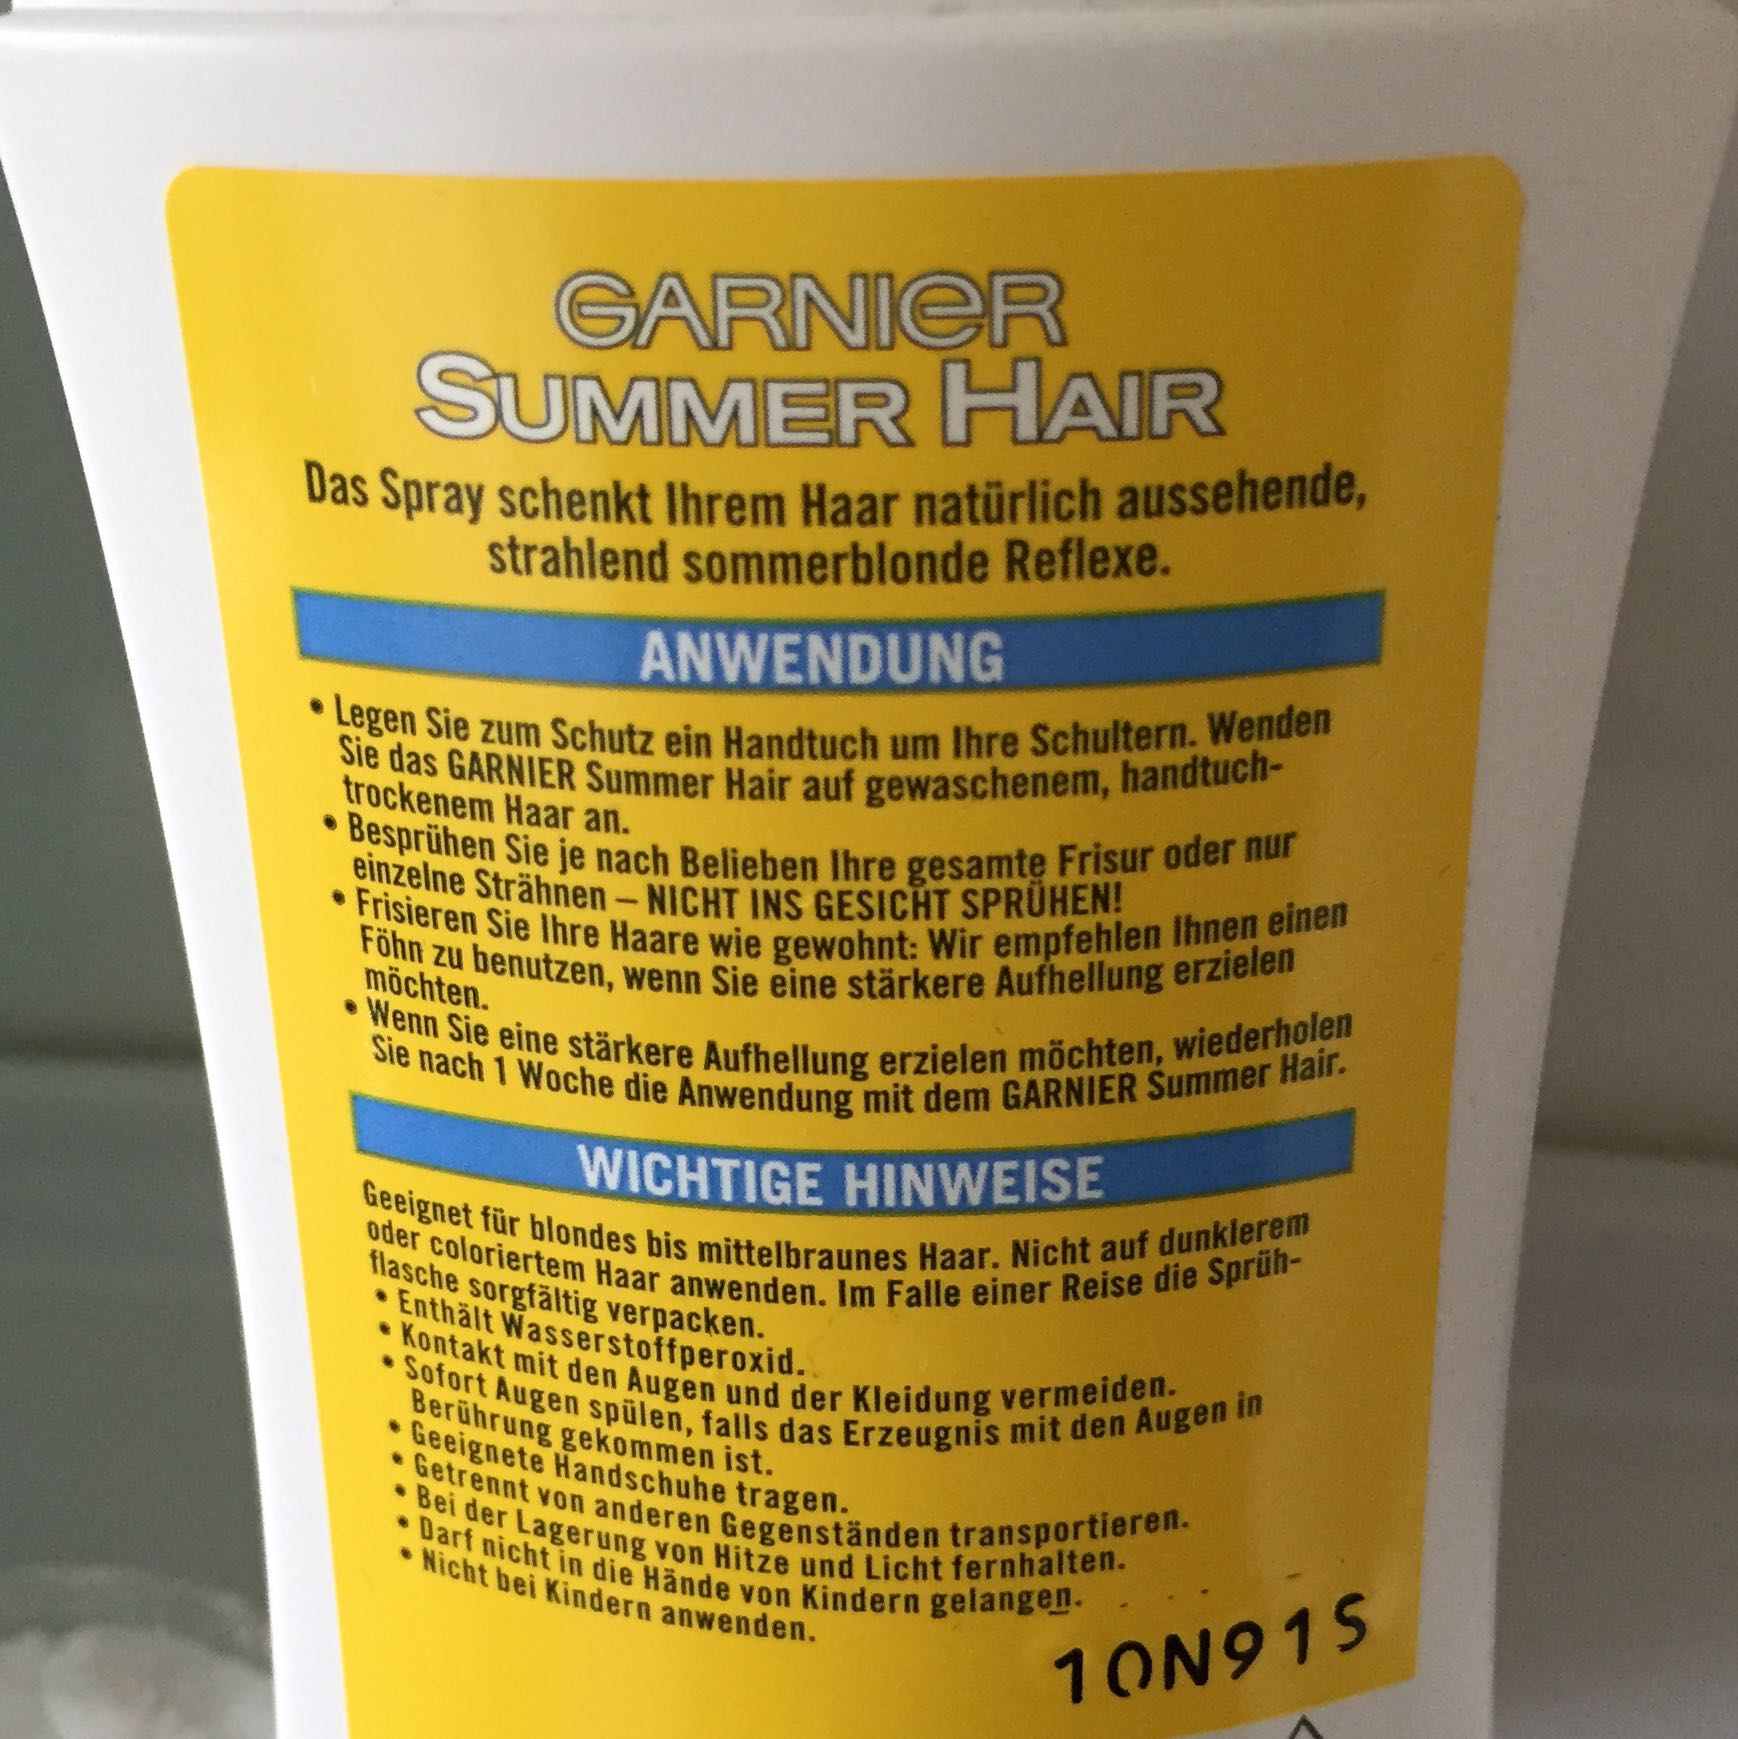 GARNIER
SUMMER HAIR
Das Spray schenkt Ihrem Haar natürlich aussehende,
strahlend sommerblonde Reflexe.
ANWENDUNG
• Legen Sie zum Schutz ein Handtuch um Ihre Schultern. Wenden
Sie das GARNIER Summer Hair auf gewaschenem, handtuch-
trockenem Haar an.
• Besprühen Sie je nach Belieben Ihre gesamte Frisur oder nur
einzelne Strähnen – NICHT INS GESICHT SPRÜHEN!
• Frisieren Sie Ihre Haare wie gewohnt: Wir empfehlen Ihnen einen
Föhn zu benutzen, wenn Sie eine stärkere Aufhellung erzielen
möchten.
• Wenn Sie eine stärkere Aufhellung erzielen möchten, wiederholen
Sie nach 1 Woche die Anwendung mit dem GARNIER Summer Hair.
WICHTIGE HINWEISE
Geeignet für blondes bis mittelbraunes Haar. Nicht auf dunklerem
oder coloriertem Haar anwenden. Im Falle einer Reise die Sprüh-
flasche sorgfältig verpacken.
• Enthält Wasserstoffperoxid.
• Kontakt mit den Augen und der Kleidung vermeiden.
• Sofort Augen spülen, falls das Erzeugnis mit den Augen in
Berührung gekommen ist.
• Geeignete Handschuhe tragen.
• Getrennt von anderen Gegenständen transportieren.
• Bei der Lagerung von Hitze und Licht fernhalten.
• Darf nicht in die Hände von Kindern gelangen.
• Nicht bei Kindern anwenden.
10N91S